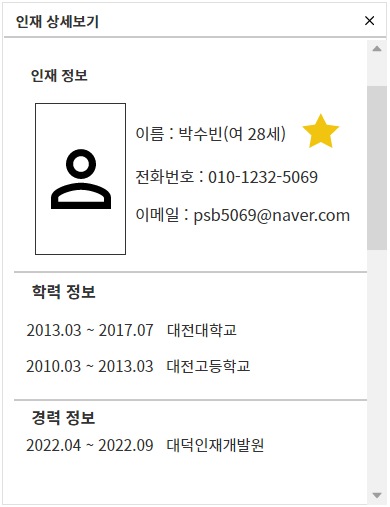 인재 상세보기
인재 정보
이름 : 박수빈(여 28세)
전화번호 : 010-1232-5069
이메일 : psb5069@naver.com
학력 정보
2013.03 ~ 2017.07 대전대학교
2010.03 ~ 2013.03 대전고등학교
경력 정보
2022.04 ~ 2022.09 대덕인재개발원